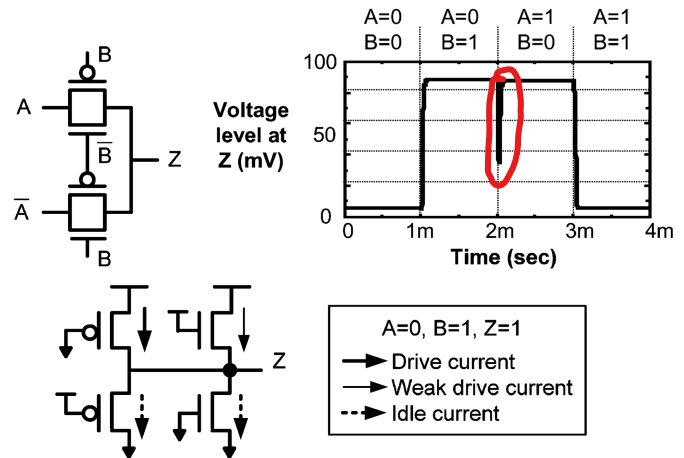 A=0 A=0 A=1 A=1
B=0 B=1 B=0 B=1
B
A
B̅
Z
A̅
B
Voltage
level at
Z (mV)
100
50
0
0 1m 2m 3m 4m
Time (sec)
Z
A=0, B=1, Z=1
Drive current
Weak drive current
Idle current